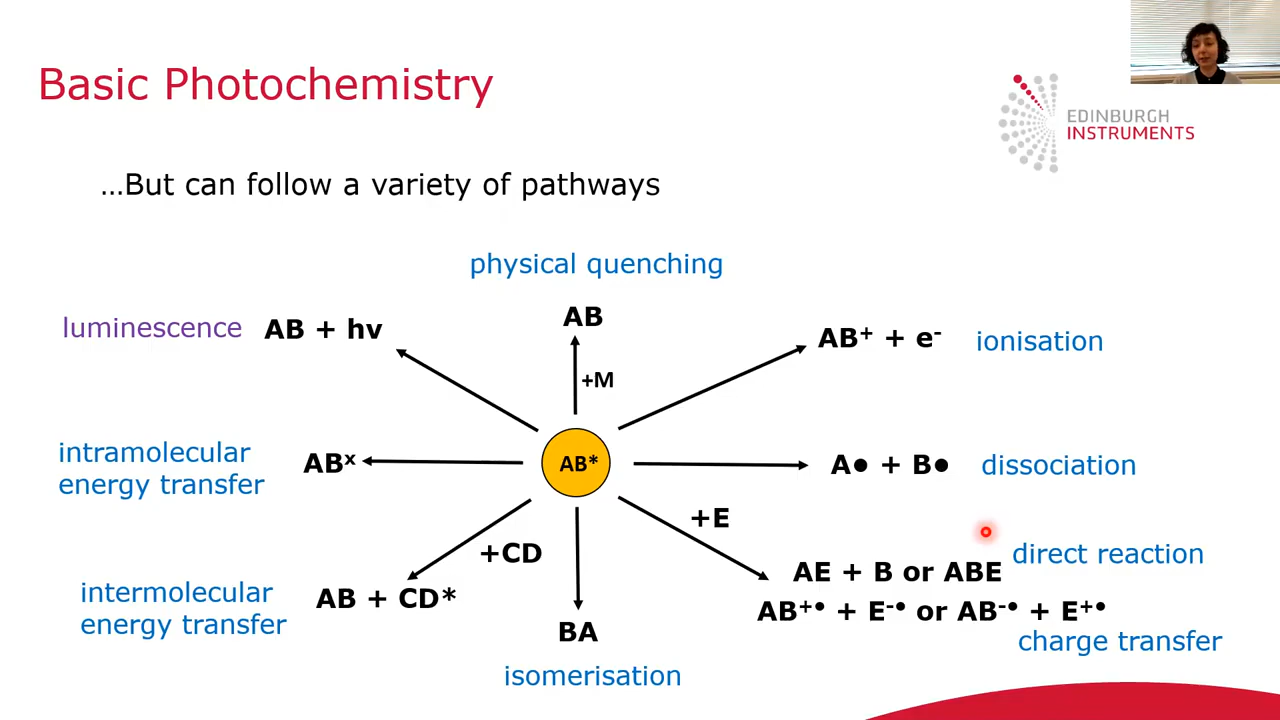 Basic Photochemistry
EDINBURGH
INSTRUMENTS
…But can follow a variety of pathways
physical quenching
luminescence
AB + hv
AB
AB⁺ + e⁻
ionisation
+M
intramolecular
energy transfer
ABˣ
AB*
A● + B●
dissociation
+E
+CD
direct reaction
AE + B or ABE
intermolecular
energy transfer
AB + CD*
AB⁺• + E⁻• or AB⁻• + E⁺•
BA
charge transfer
isomerisation